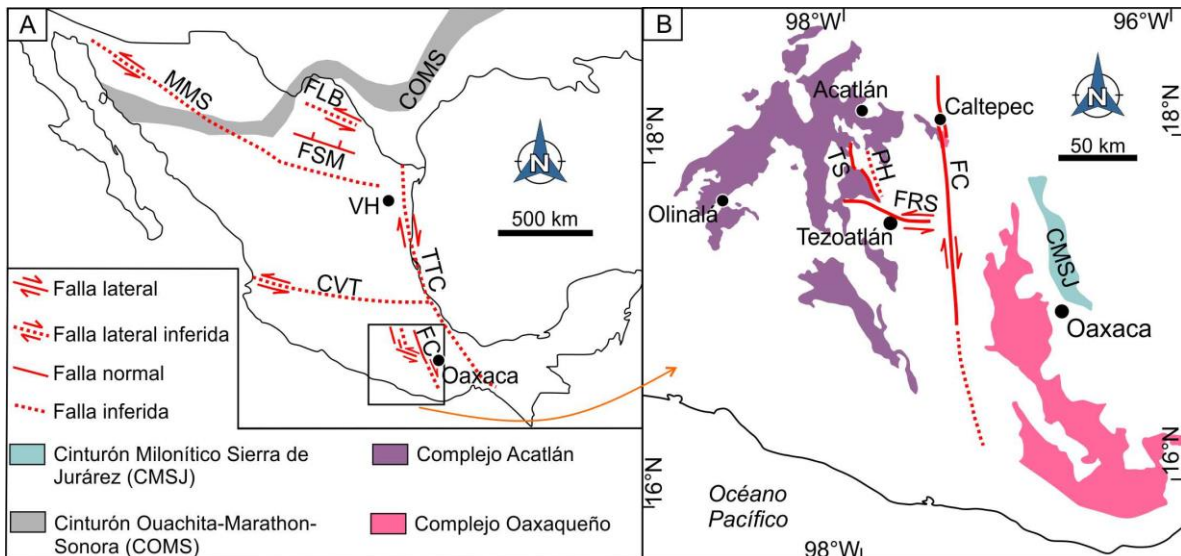 A
MMS
FLB
COMS
FSM
VH
TTC
CVT
FC
Oaxaca
N
500 km
Falla lateral
Falla lateral inferida
Falla normal
Falla inferida
Cinturón Milonítico Sierra de
Jurárez (CMSJ)
Cinturón Ouachita-Marathon-
Sonora (COMS)
Complejo Acatlán
Complejo Oaxaqueño
B
98°W
96°W
Acatlán
Caltepec
N
50 km
18°N
18°N
TS
PH
FC
FRS
Olinalá
Tezoatlán
CMSJ
Oaxaca
16°N
16°N
Océano
Pacífico
98°W